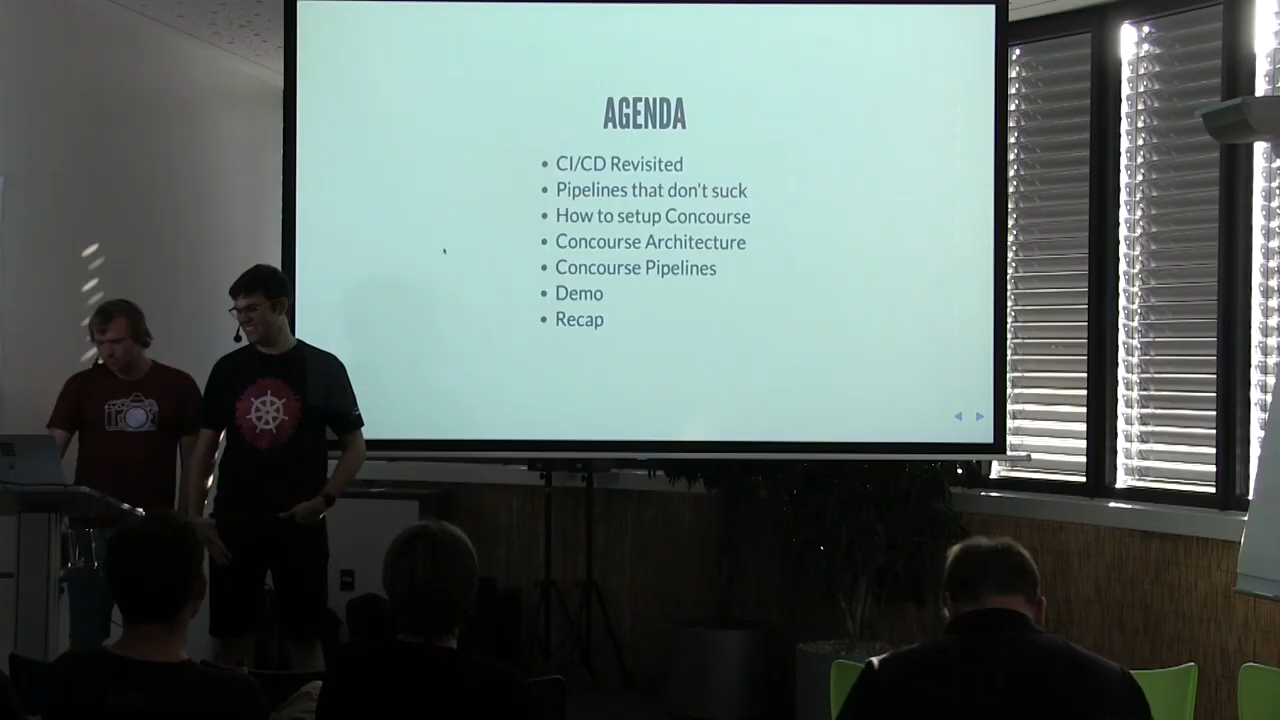 AGENDA
CI/CD Revisited
Pipelines that don't suck
How to setup Concourse
Concourse Architecture
Concourse Pipelines
Demo
Recap